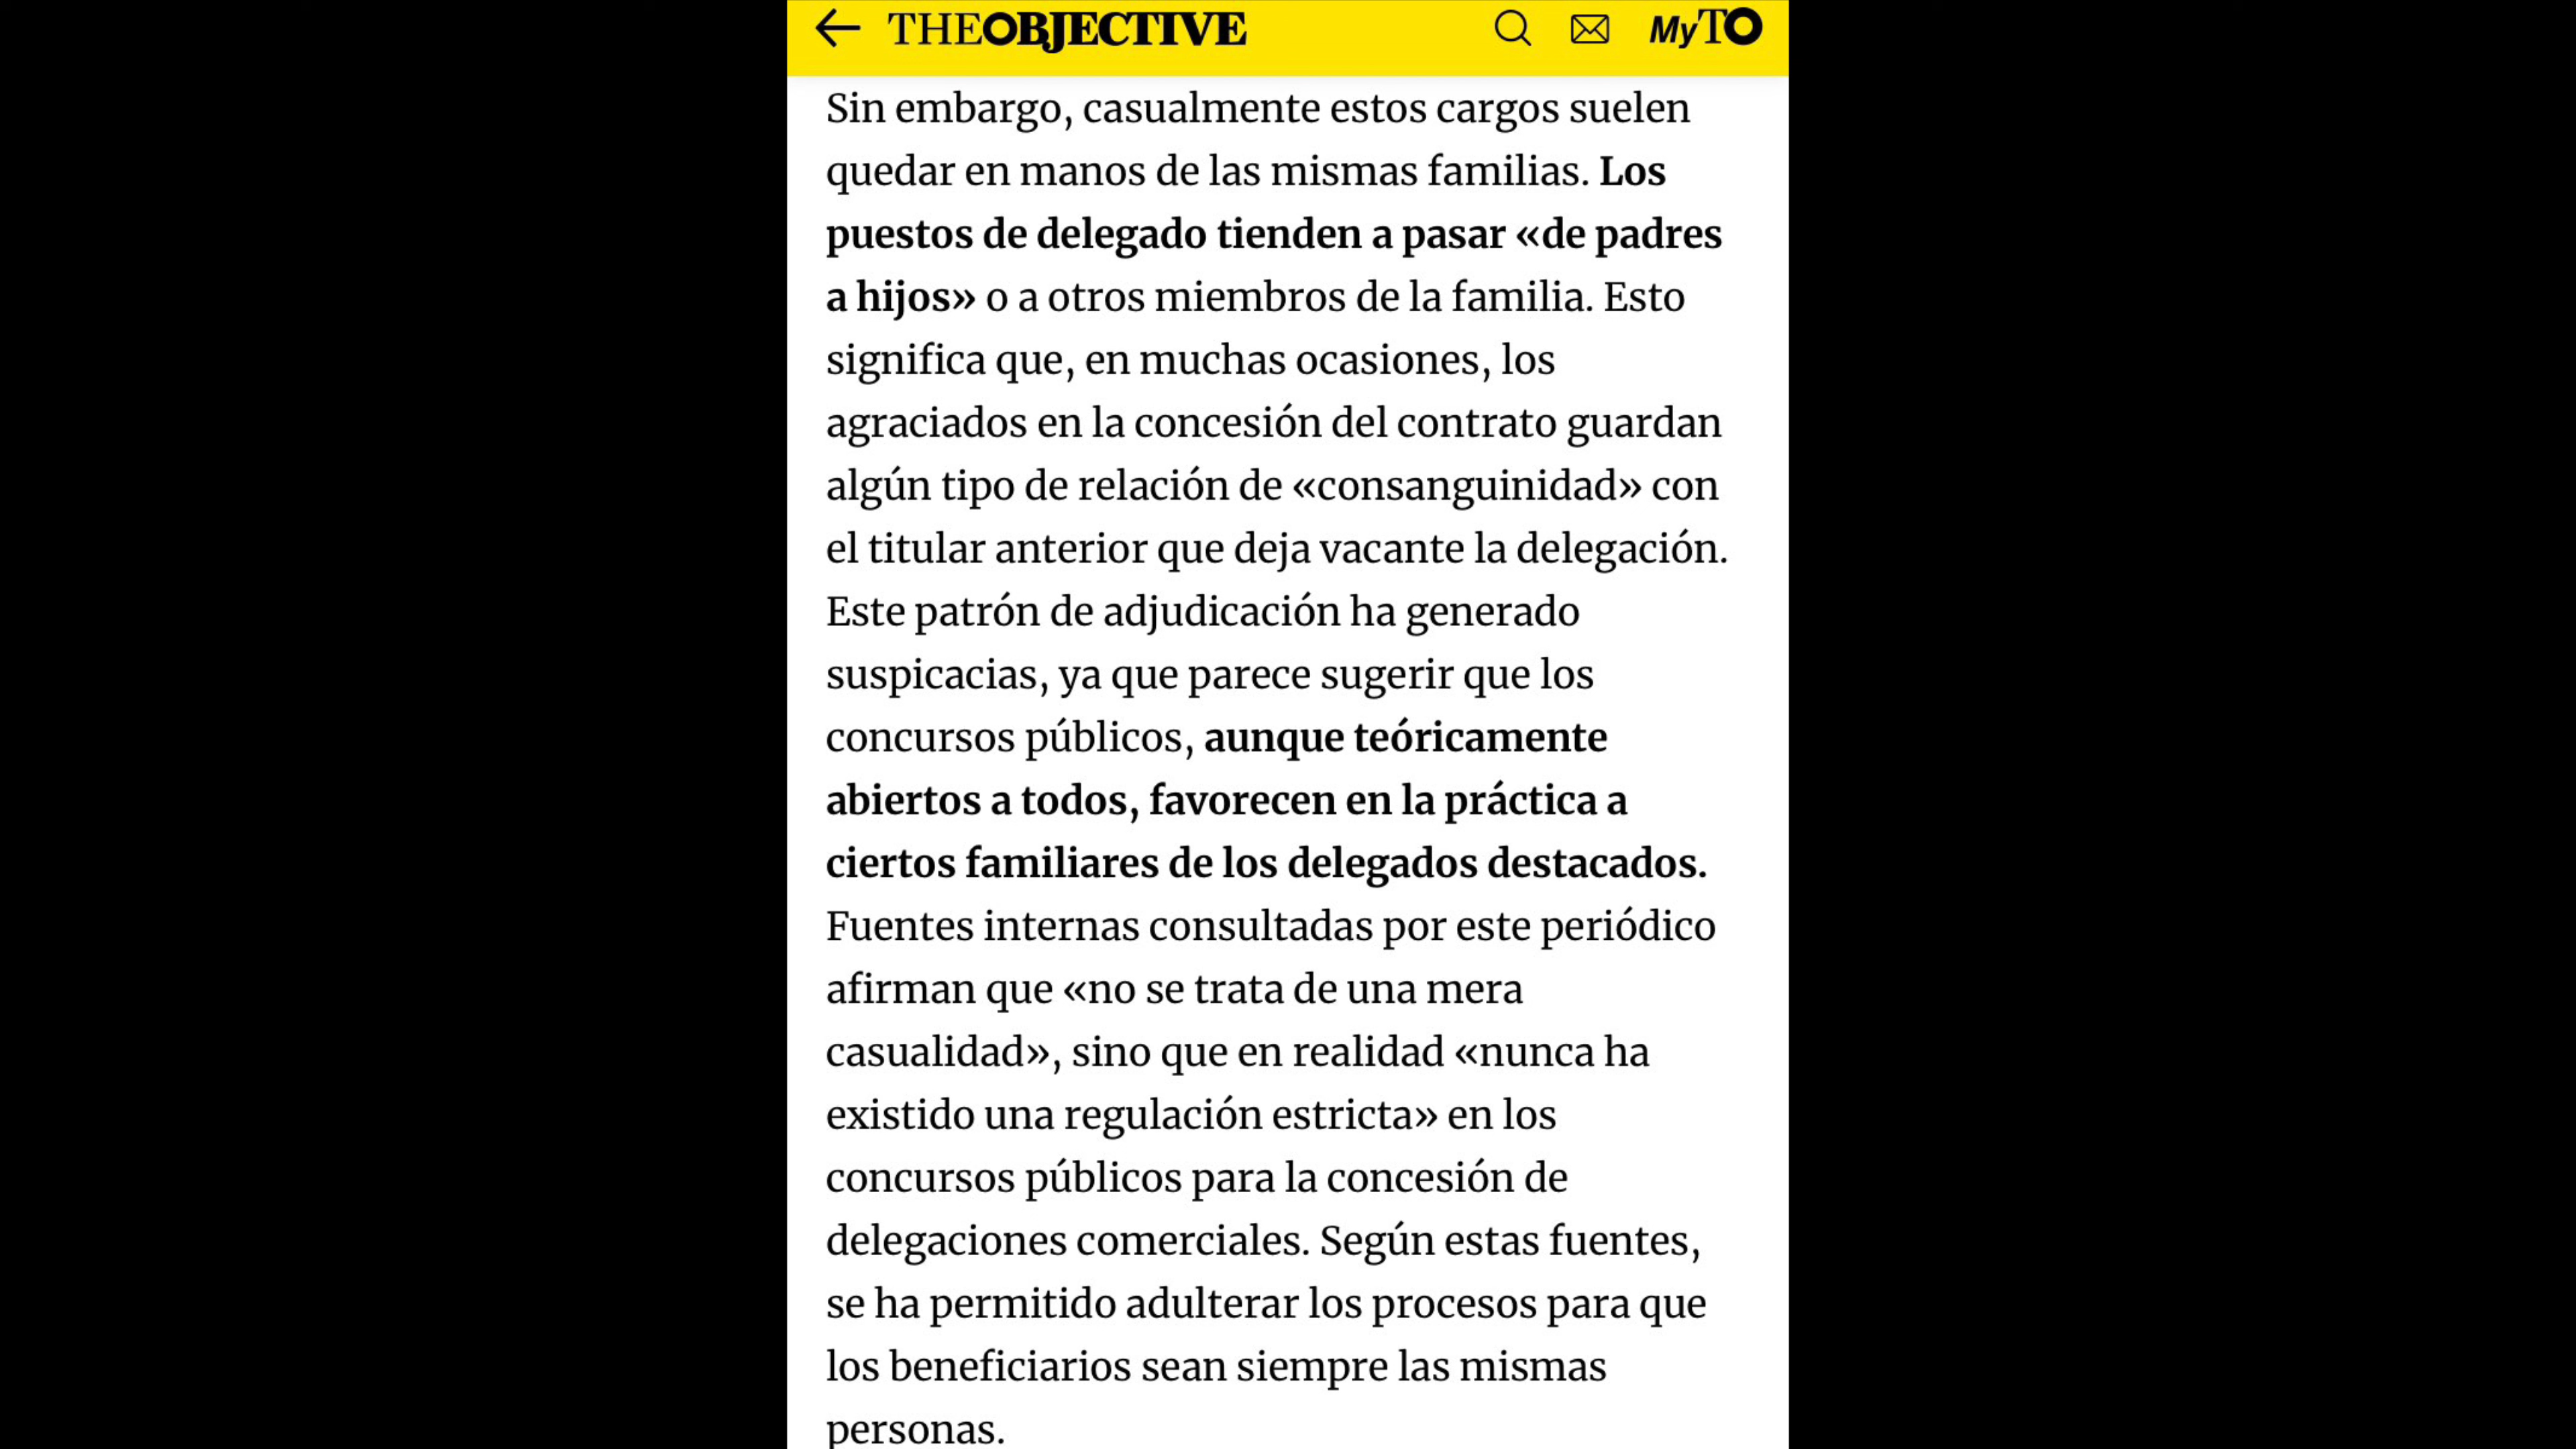 THEOBJECTIVE MyTO
Sin embargo, casualmente estos cargos suelen
quedar en manos de las mismas familias. Los
puestos de delegado tienden a pasar «de padres
a hijos» o a otros miembros de la familia. Esto
significa que, en muchas ocasiones, los
agraciados en la concesión del contrato guardan
algún tipo de relación de «consanguinidad» con
el titular anterior que deja vacante la delegación.
Este patrón de adjudicación ha generado
suspicacias, ya que parece sugerir que los
concursos públicos, aunque teóricamente
abiertos a todos, favorecen en la práctica a
ciertos familiares de los delegados destacados.
Fuentes internas consultadas por este periódico
afirman que «no se trata de una mera
casualidad», sino que en realidad «nunca ha
existido una regulación estricta» en los
concursos públicos para la concesión de
delegaciones comerciales. Según estas fuentes,
se ha permitido adulterar los procesos para que
los beneficiarios sean siempre las mismas
personas.